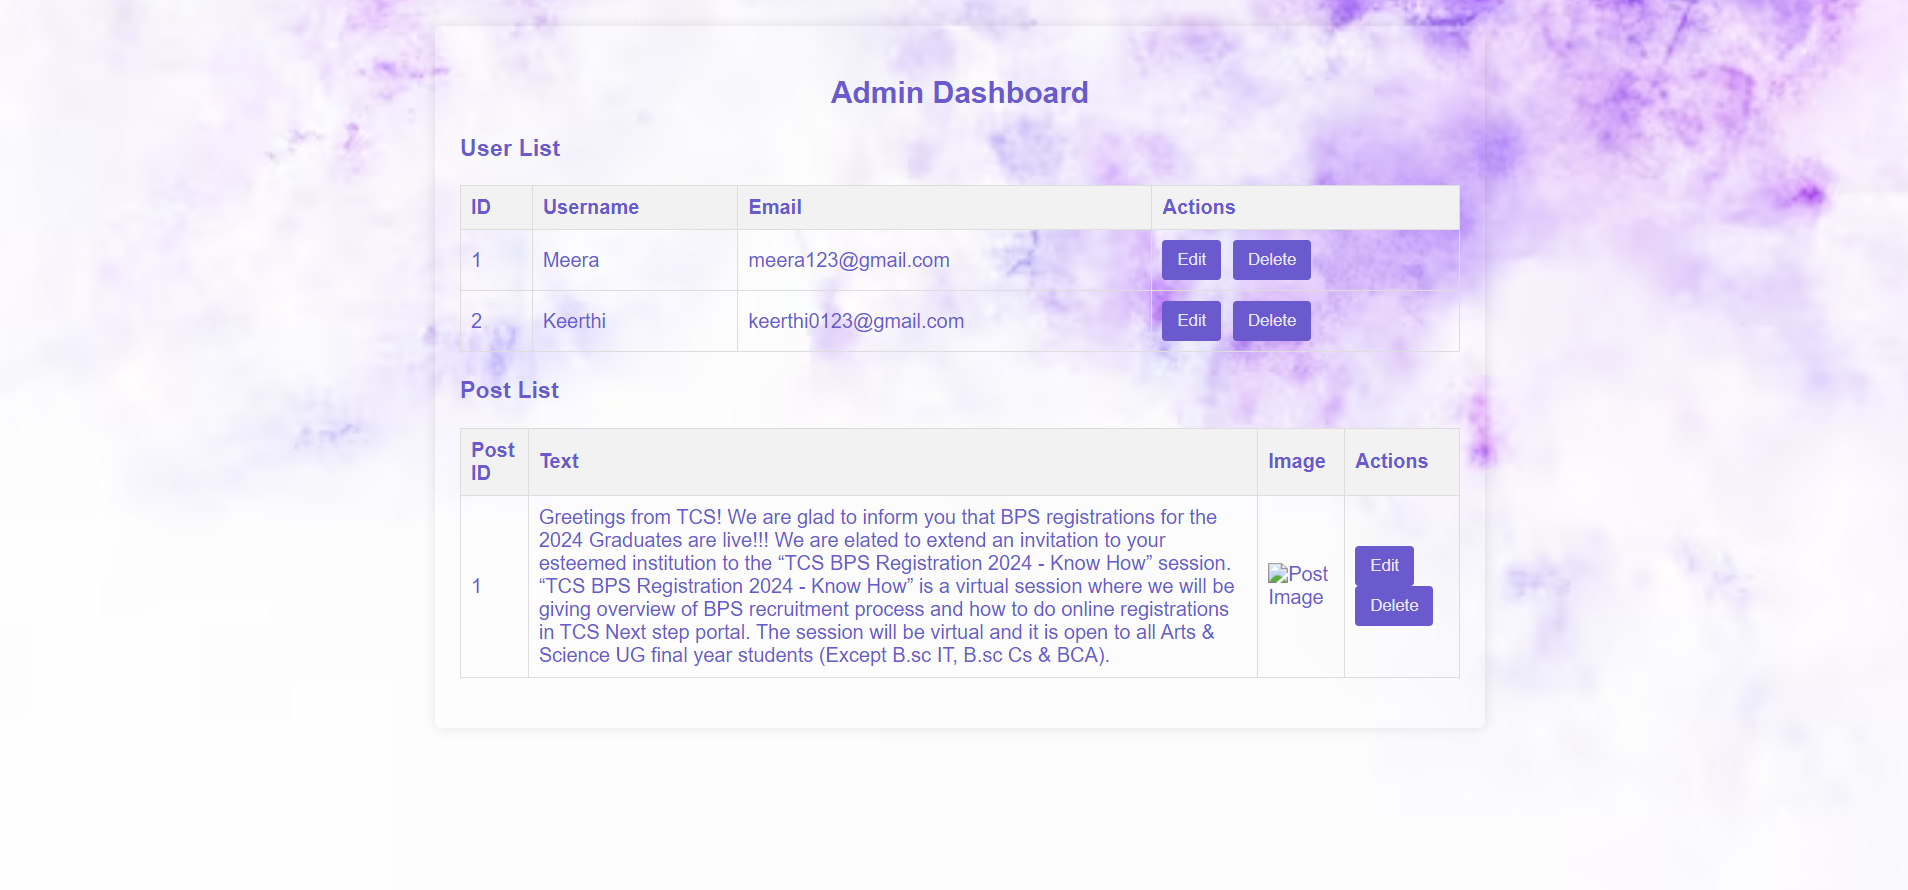 Admin Dashboard
User List
ID Username Email Actions
1 Meera meera123@gmail.com Edit Delete
2 Keerthi keerthi0123@gmail.com Edit Delete
Post List
Post ID Text Image Actions
1
Greetings from TCS! We are glad to inform you that BPS registrations for the
2024 Graduates are live!!! We are elated to extend an invitation to your
esteemed institution to the “TCS BPS Registration 2024 - Know How” session.
“TCS BPS Registration 2024 - Know How” is a virtual session where we will be
giving overview of BPS recruitment process and how to do online registrations
in TCS Next step portal. The session will be virtual and it is open to all Arts &
Science UG final year students (Except B.sc IT, B.sc Cs & BCA).
Post
Image
Edit
Delete